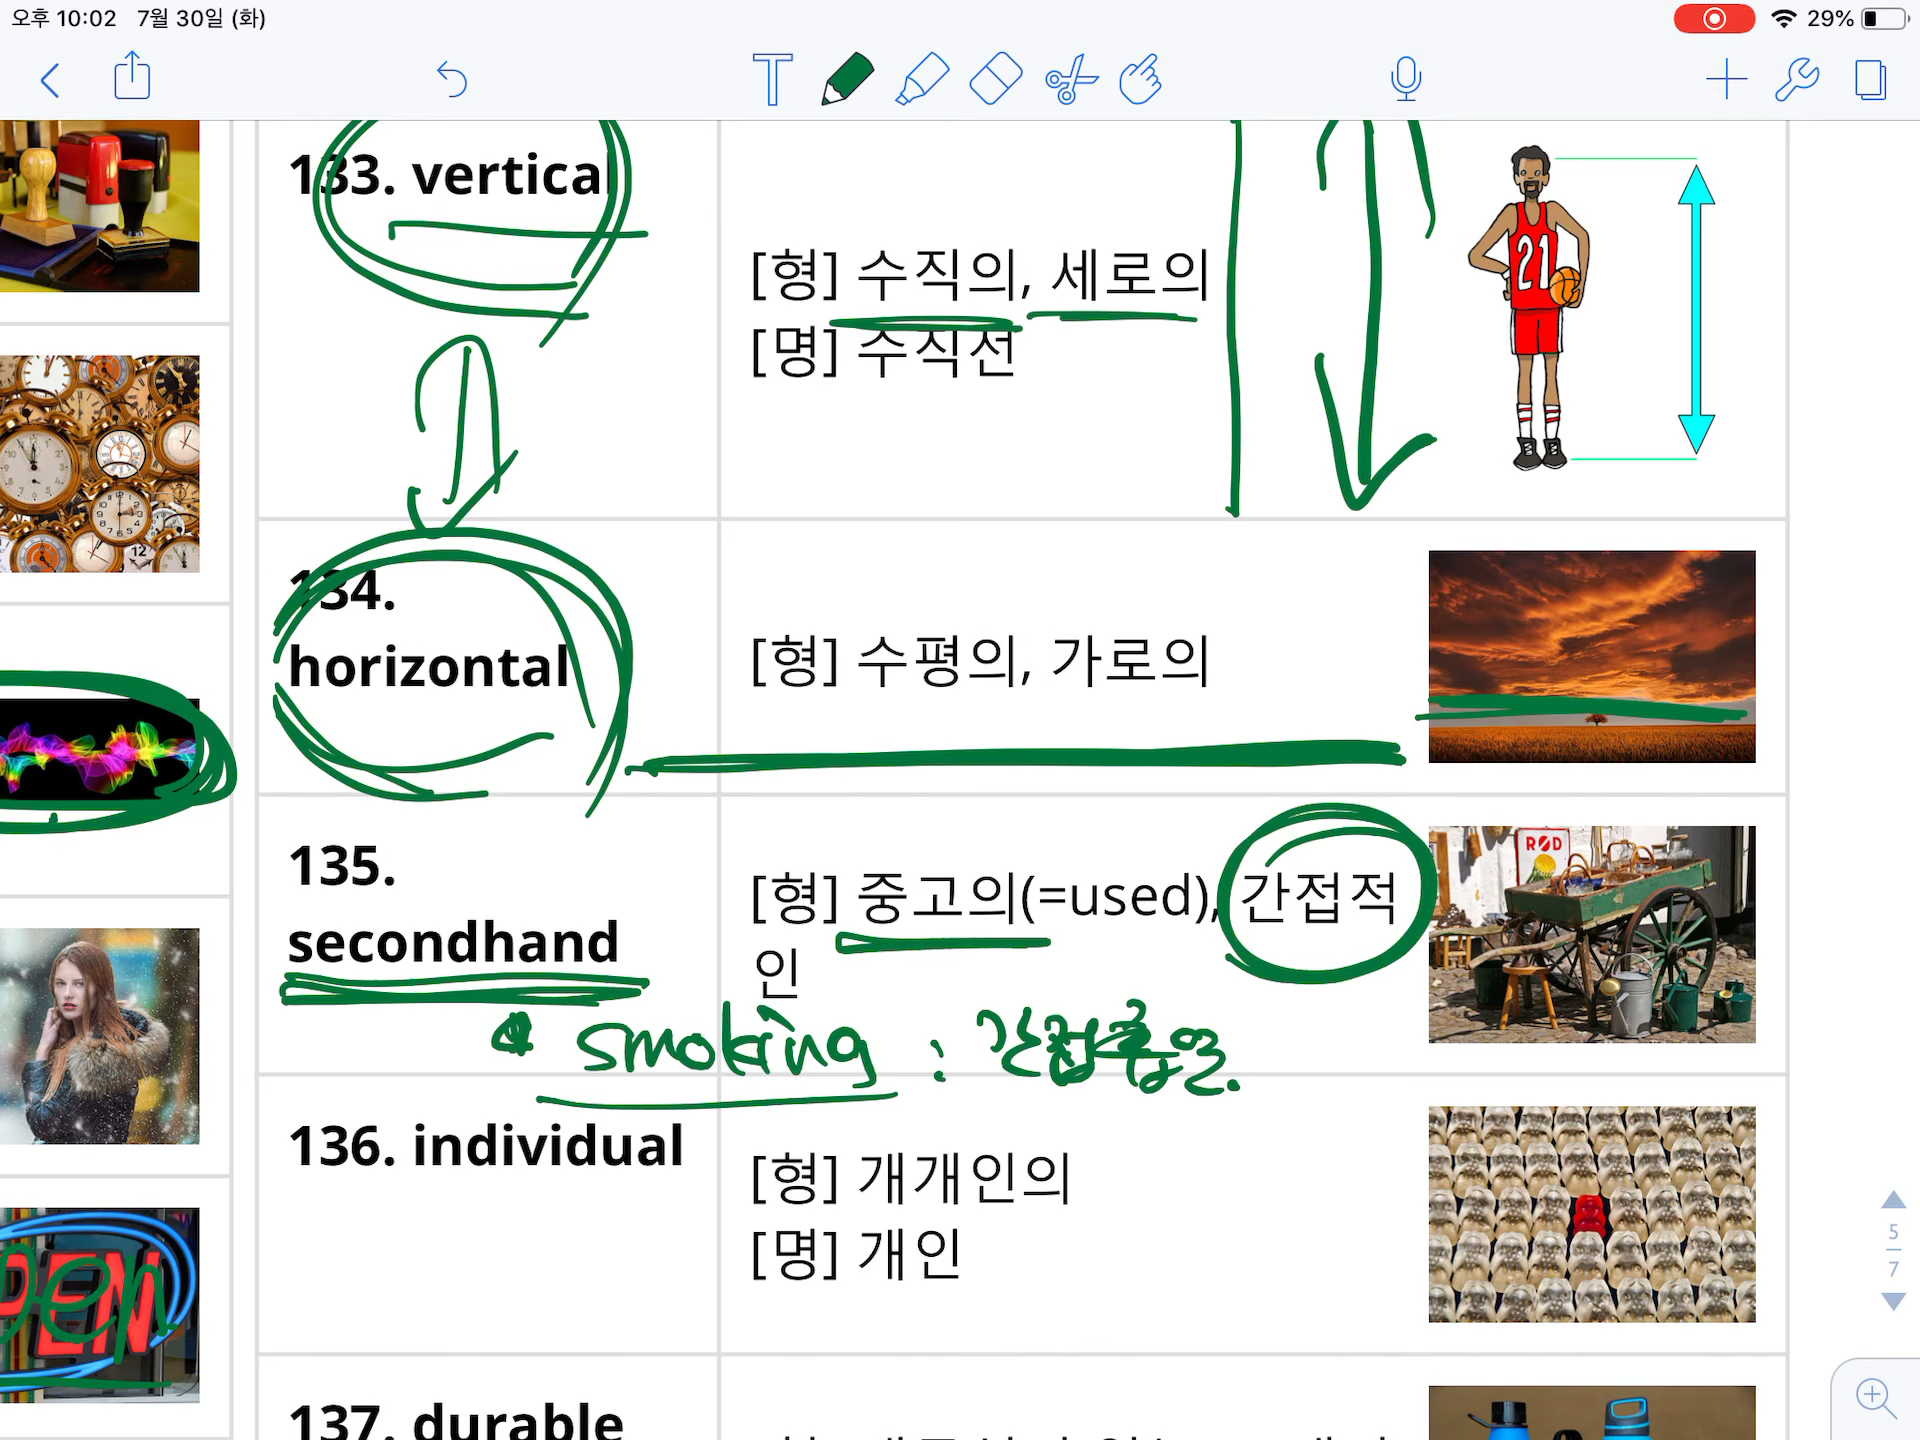 오후 10:02 7월 30일 (화)
29%
133. vertical
[형] 수직의, 세로의
[명] 수직선
21
134.
horizontal
[형] 수평의, 가로의
135.
secondhand
[형] 중고의(=used), 간접적
인
RØD
smoking : 간접흡연.
136. individual
[형] 개개인의
[명] 개인
5
7
open
137. durable